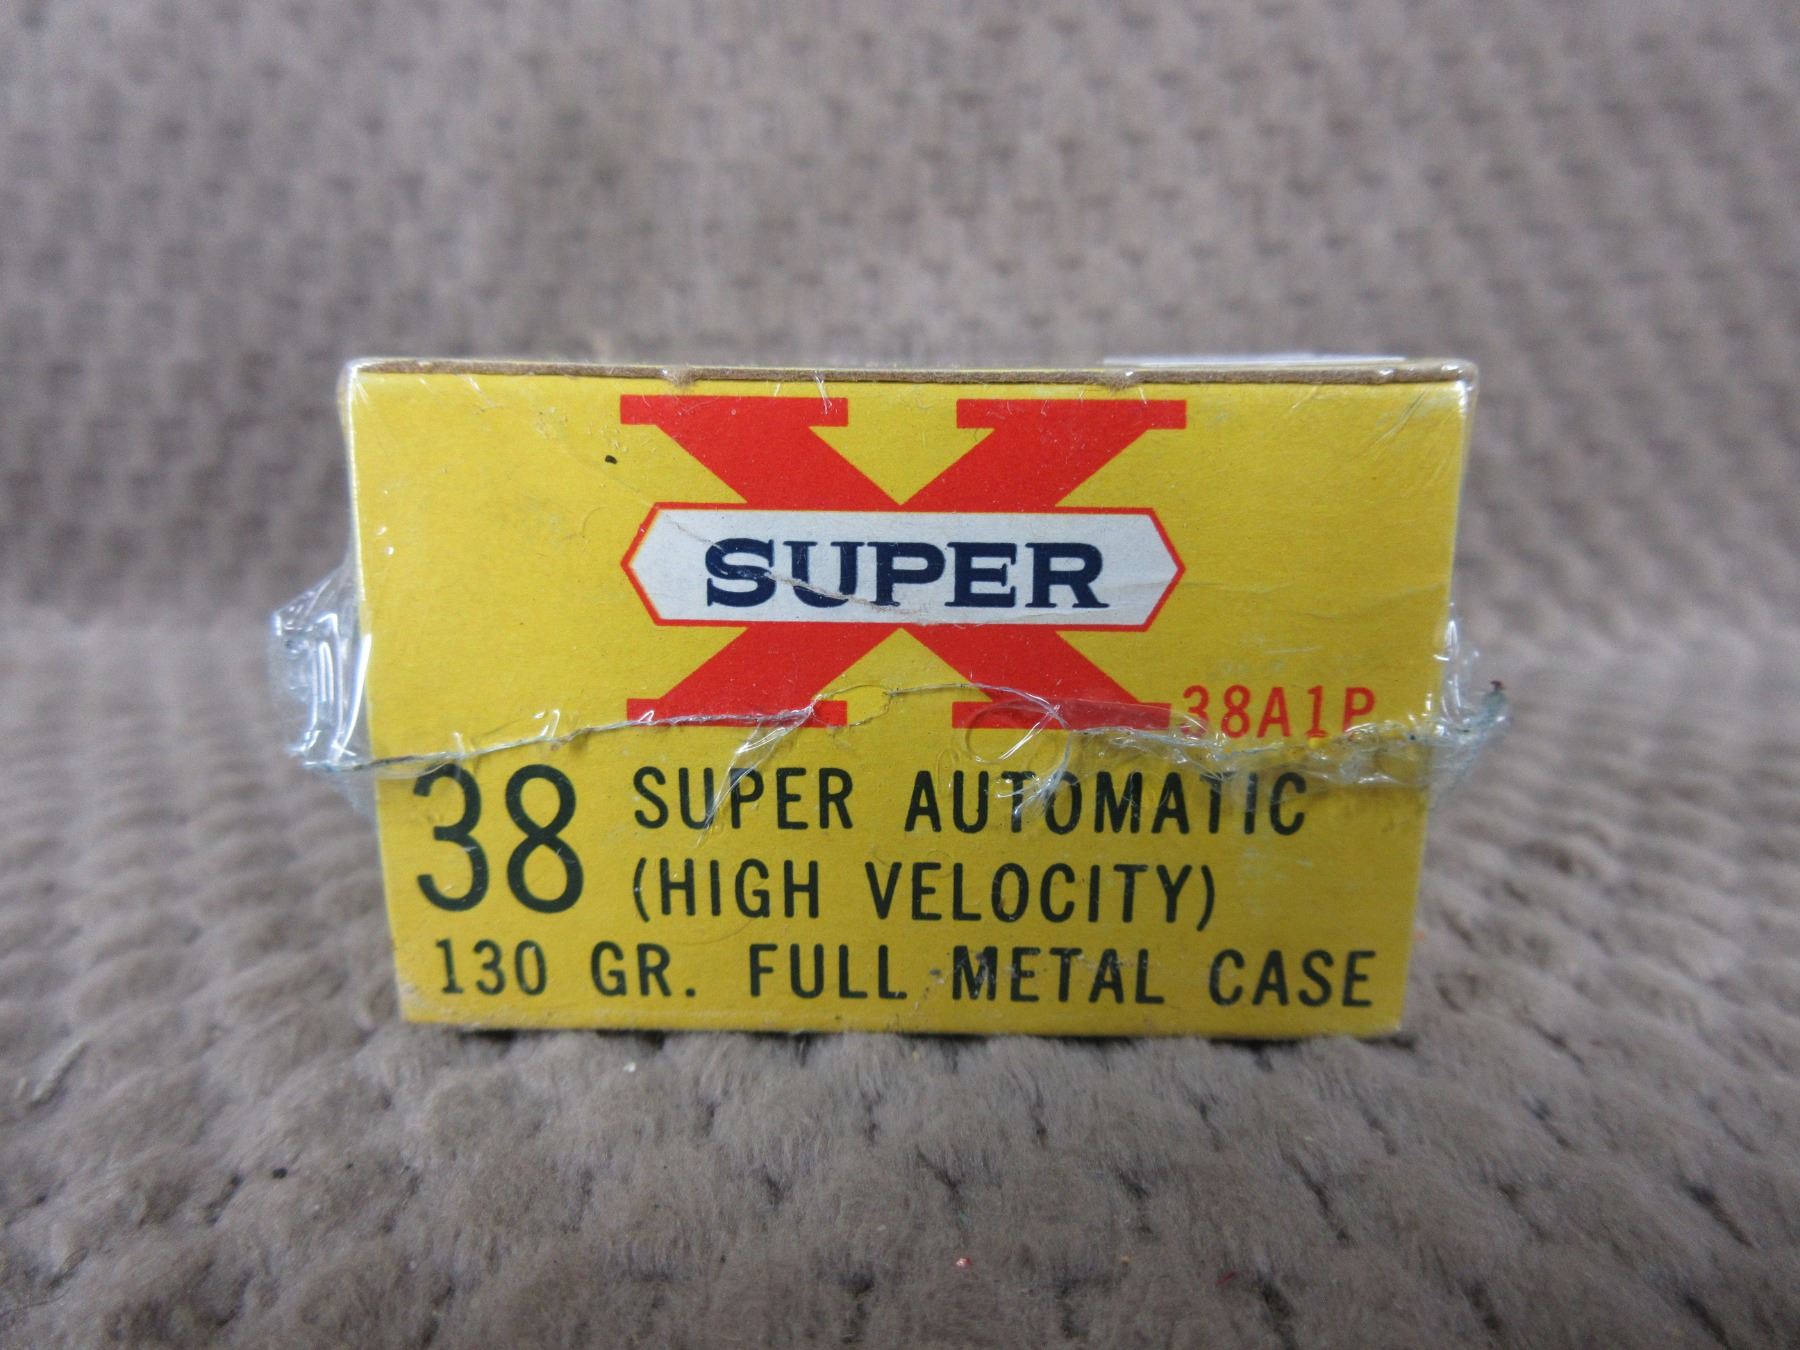 X
SUPER
38A1P
38 SUPER AUTOMATIC
(HIGH VELOCITY)
130 GR. FULL METAL CASE